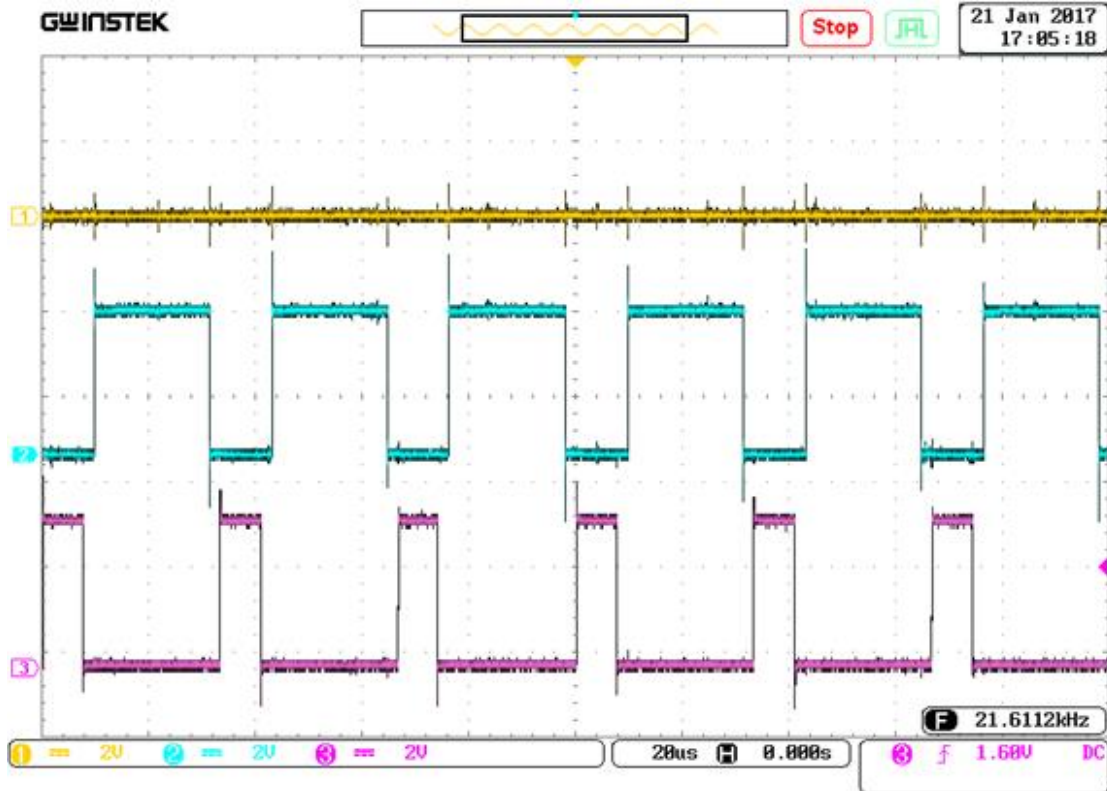 GWINSTEK
Stop
21 Jan 2017
17:05:18
1
2
3
F 21.6112kHz
1 2V 2 2V 3 2V
20us H 0.000s
3 1.60V DC